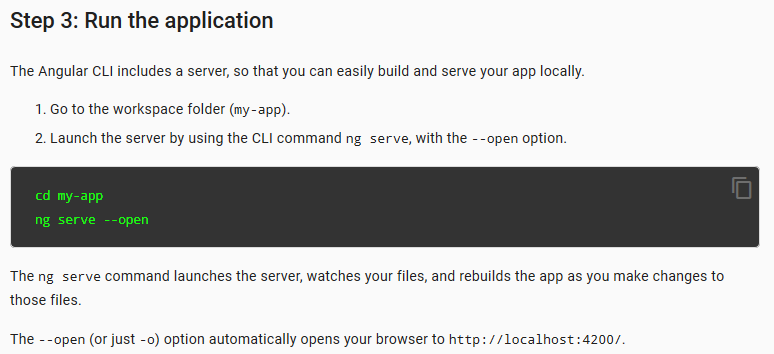 Step 3: Run the application
The Angular CLI includes a server, so that you can easily build and serve your app locally.
1. Go to the workspace folder (my-app).
2. Launch the server by using the CLI command ng serve, with the --open option.
cd my-app
ng serve --open
The ng serve command launches the server, watches your files, and rebuilds the app as you make changes to
those files.
The --open (or just -o) option automatically opens your browser to http://localhost:4200/.